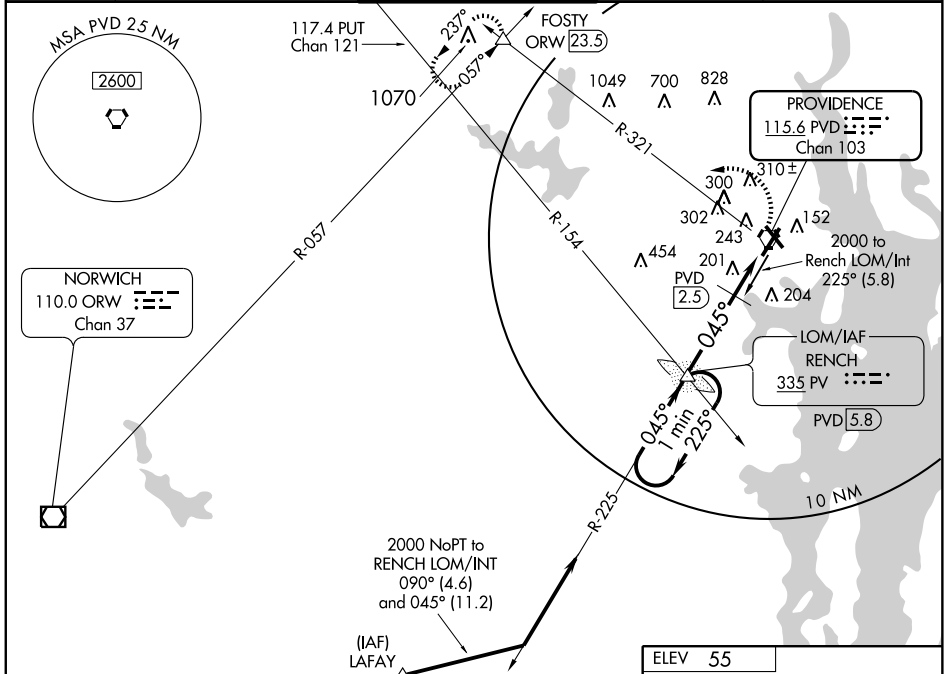 MSA PVD 25 NM
2600
117.4 PUT
Chan 121
237°
057°
1070
FOSTY
ORW 23.5
1049
700
828
PROVIDENCE
115.6 PVD
Chan 103
R-321
310 ±
300
302
243
152
R-057
R-154
454
201
PVD
2.5
204
2000 to
Rench LOM/Int
225° (5.8)
NORWICH
110.0 ORW
Chan 37
045°
LOM/IAF
RENCH
335 PV
PVD 5.8
045°
1 min
225°
10 NM
R-225
2000 NoPT to
RENCH LOM/INT
090° (4.6)
and 045° (11.2)
(IAF)
LAFAY
ELEV 55